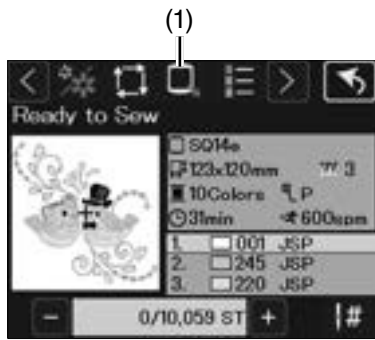 (1)
Ready to Sew
SQ14a
123x120mm 3
10Colors P
31min 600spm
1. 001 JSP
2. 245 JSP
3. 220 JSP
− 0/10,059 ST +
#